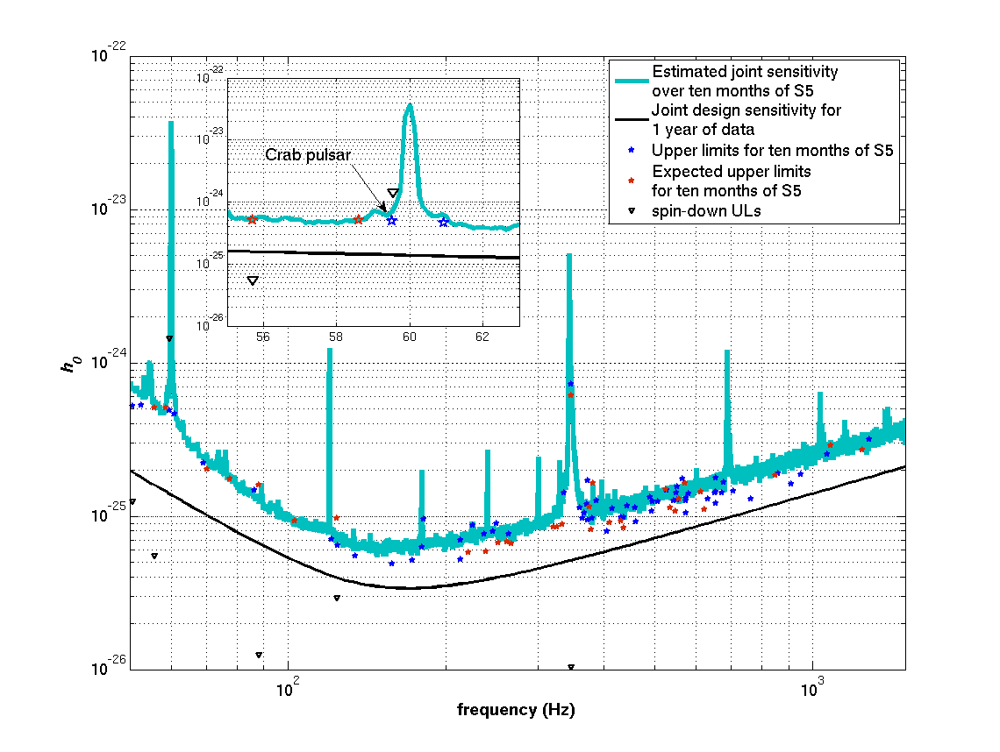 10^-22
10^-23
10^-24
10^-25
10^-26
h_0
10^-22
10^-23
10^-24
10^-25
10^-26
Crab pulsar
56
58
60
62
Estimated joint sensitivity
over ten months of S5
Joint design sensitivity for
1 year of data
Upper limits for ten months of S5
Expected upper limits
for ten months of S5
spin-down ULs
10^2
10^3
frequency (Hz)